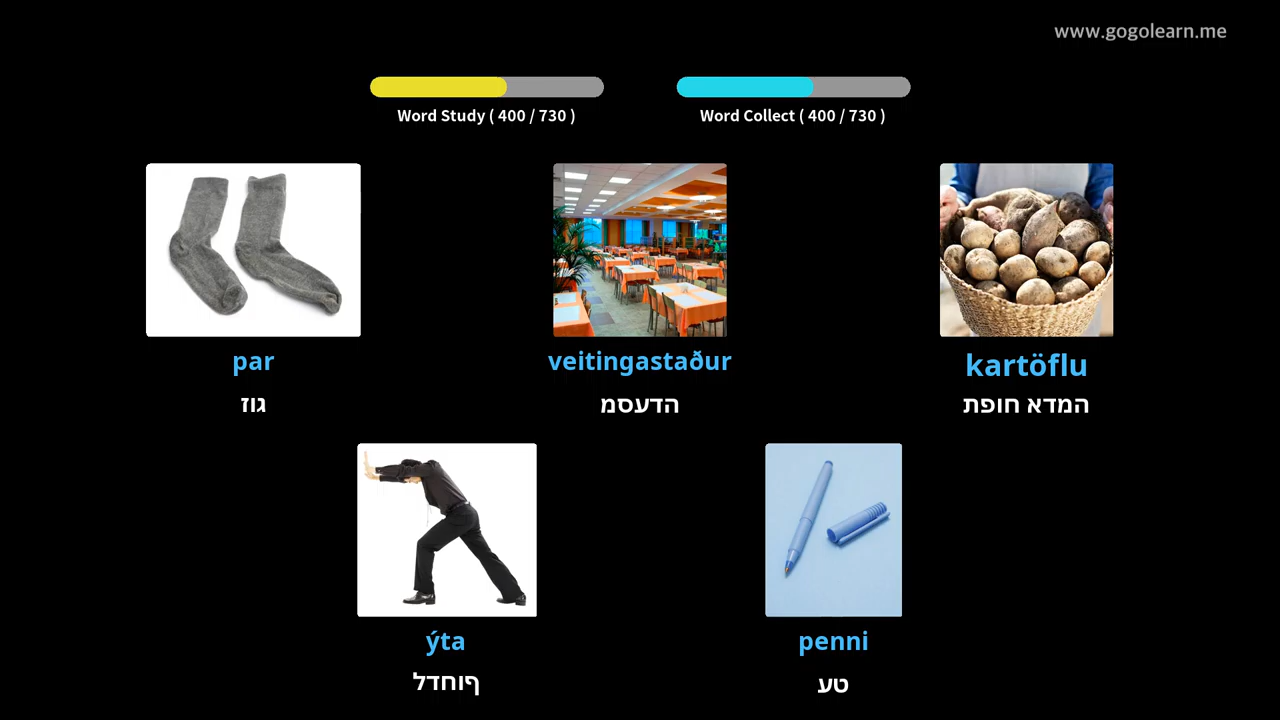 www.gogolearn.me
Word Study ( 400 / 730 )
Word Collect ( 400 / 730 )
par
גוז
veitingastaður
הדעסמ
kartöflu
המדא חופת
ýta
ףוחדל
penni
טע